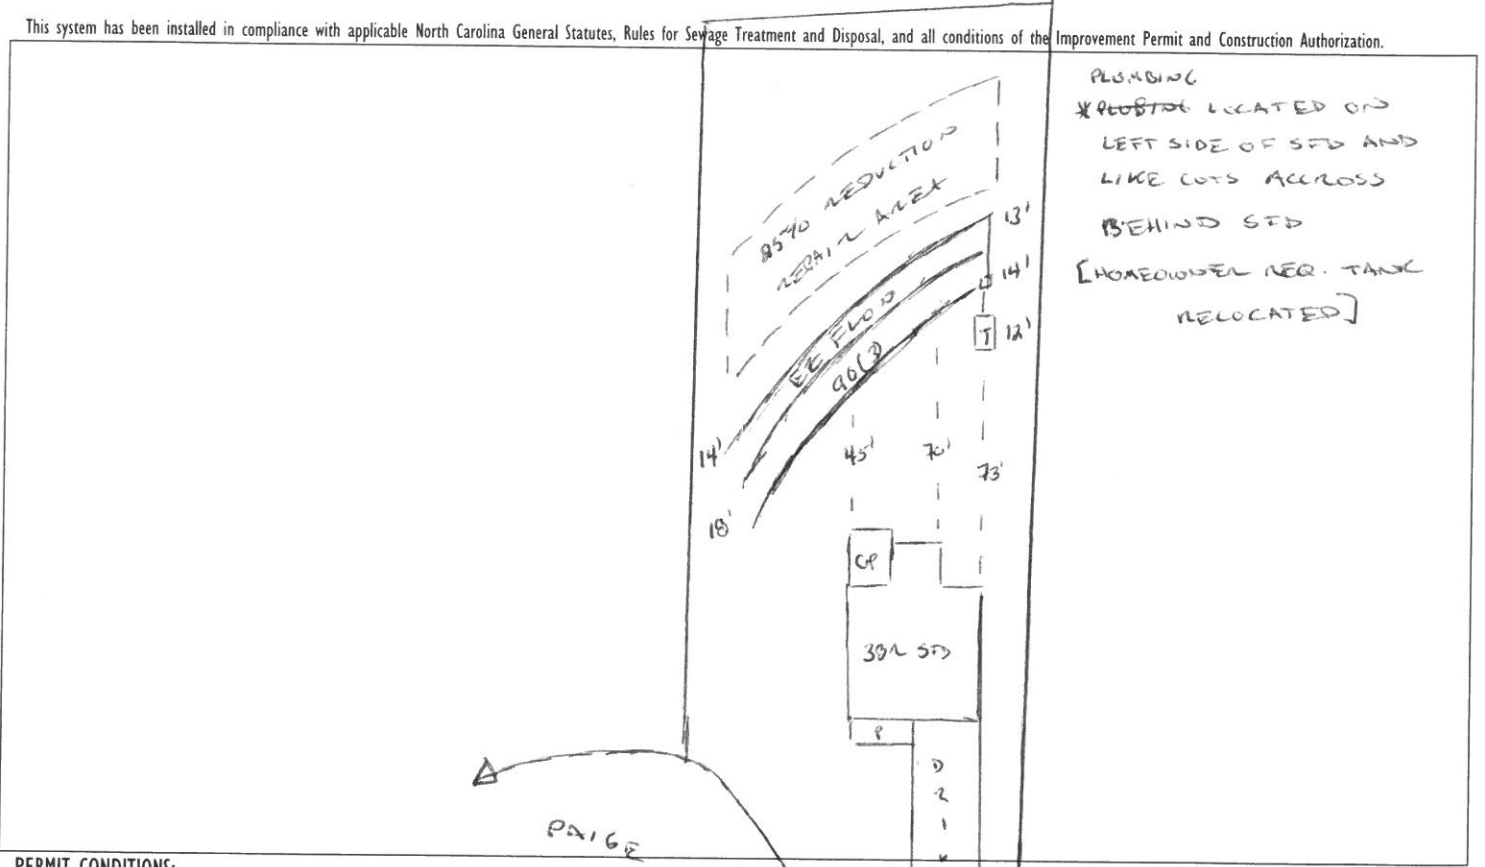 This system has been installed in compliance with applicable North Carolina General Statutes, Rules for Sewage Treatment and Disposal, and all conditions of the Improvement Permit and Construction Authorization.
PLUMBING
* LOCATED ON
LEFT SIDE OF SFD AND
LIKE CUTS ACCROSS
BEHIND SFD
[HOMEOWNER REQ. TANK
RELOCATED]
25% REDUCTION
REPAIR AREA
13'
14'
T 12'
EZ FLOW
90(3)
14'
18'
45'
70'
73'
CP
3BR SFD
P
D
R
I
PAIGE
PERMIT CONDITIONS: